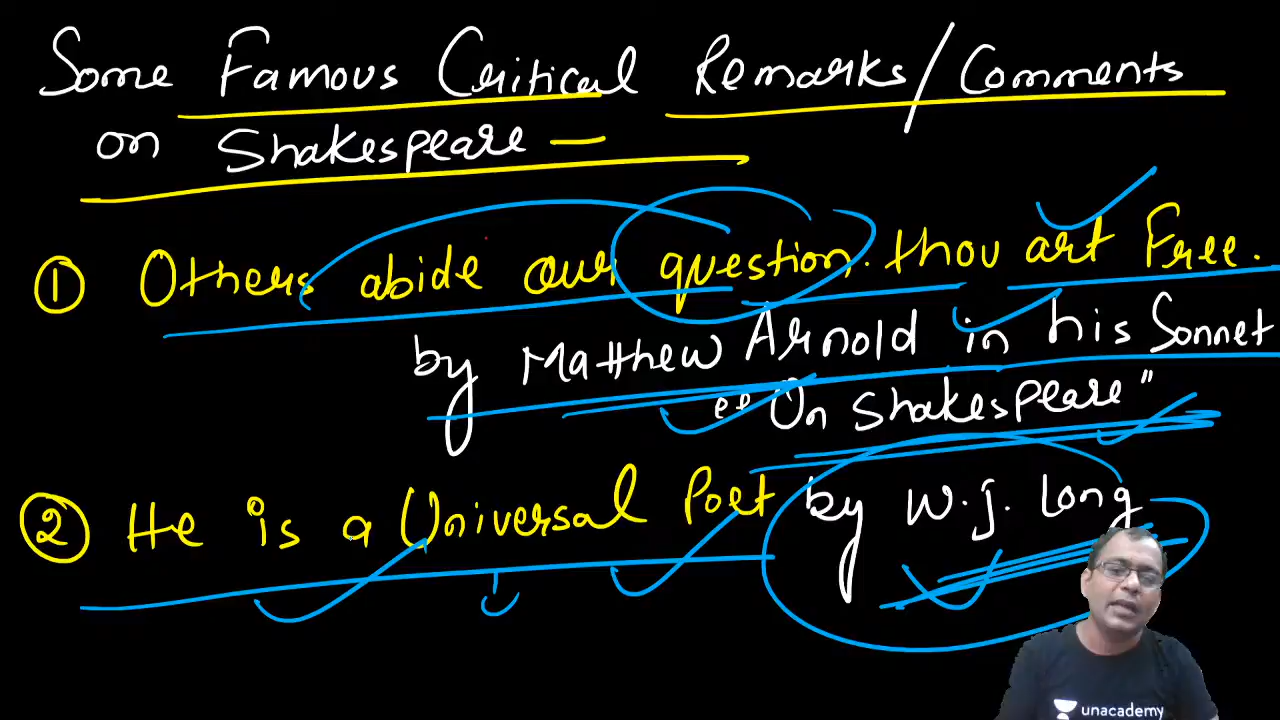 Some Famous Critical Remarks/Comments
on Shakespeare —
① Others abide our question. thou art Free.
by Matthew Arnold in his Sonnet
"On Shakespeare"
② He is a Universal Poet by W.J. Long
unacademy